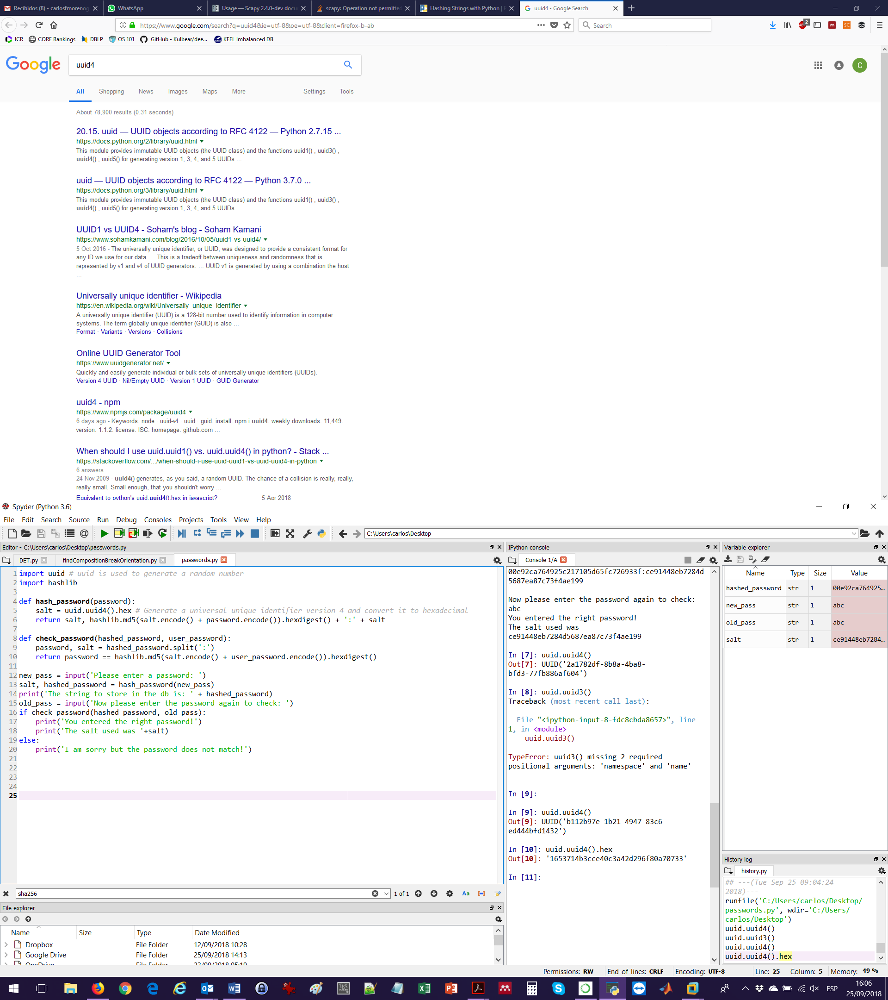 Recibidos (8) - carlosfmorenog
WhatsApp
Usage — Scapy 2.4.0-dev docu
scapy: Operation not permitted
Hashing Strings with Python | P
uuid4 - Google Search
https://www.google.com/search?q=uuid4&ie=utf-8&oe=utf-8&client=firefox-b-ab
Search
2
JCR
CORE Rankings
DBLP
OS 101
GitHub - Kulbear/dee...
KEEL Imbalanced DB
Google
uuid4
C
All Shopping News Images Maps More Settings Tools
About 78,900 results (0.31 seconds)
20.15. uuid — UUID objects according to RFC 4122 — Python 2.7.15 ...
https://docs.python.org/2/library/uuid.html
This module provides immutable UUID objects (the UUID class) and the functions uuid1() , uuid3() ,
uuid4() , uuid5() for generating version 1, 3, 4, and 5 UUIDs ...
uuid — UUID objects according to RFC 4122 — Python 3.7.0 ...
https://docs.python.org/3/library/uuid.html
This module provides immutable UUID objects (the UUID class) and the functions uuid1() , uuid3() ,
uuid4() , uuid5() for generating version 1, 3, 4, and 5 UUIDs ...
UUID1 vs UUID4 - Soham's blog - Soham Kamani
https://www.sohamkamani.com/blog/2016/10/05/uuid1-vs-uuid4/
5 Oct 2016 - The universally unique identifier, or UUID, was designed to provide a consistent format for
any ID we use for our data. ... This is a tradeoff between uniqueness and randomness that is
represented by v1 and v4 of UUID generators. ... UUID v1 is generated by using a combination the host
...
Universally unique identifier - Wikipedia
https://en.wikipedia.org/wiki/Universally_unique_identifier
A universally unique identifier (UUID) is a 128-bit number used to identify information in computer
systems. The term globally unique identifier (GUID) is also ...
Format · Variants · Versions · Collisions
Online UUID Generator Tool
https://www.uuidgenerator.net/
Quickly and easily generate individual or bulk sets of universally unique identifiers (UUIDs).
Version 4 UUID · Nil/Empty UUID · Version 1 UUID · GUID Generator
uuid4 - npm
https://www.npmjs.com/package/uuid4
6 days ago - Keywords. node · uuid-v4 · uuid · guid. install. npm i uuid4. weekly downloads. 11,449.
version. 1.1.2. license. ISC. homepage. github.com ...
When should I use uuid.uuid1() vs. uuid.uuid4() in python? - Stack ...
https://stackoverflow.com/.../when-should-i-use-uuid-uuid1-vs-uuid-uuid4-in-python
6 answers
24 Nov 2009 - uuid4() generates, as you said, a random UUID. The chance of a collision is really, really,
really small. Small enough, that you shouldn't worry ...
Equivalent to python's uuid.uuid4().hex in javascript? 5 Apr 2018
Spyder (Python 3.6)
File Edit Search Source Run Debug Consoles Projects Tools View Help
C:\Users\carlos\Desktop
Editor - C:\Users\carlos\Desktop\passwords.py
DET.py findCompositionBreakOrientation.py passwords.py
1 import uuid # uuid is used to generate a random number
2 import hashlib
3
4 def hash_password(password):
5 salt = uuid.uuid4().hex # Generate a universal unique identifier version 4 and convert it to hexadecimal
6 return salt, hashlib.md5(salt.encode() + password.encode()).hexdigest() + ':' + salt
7
8 def check_password(hashed_password, user_password):
9 password, salt = hashed_password.split(':')
10 return password == hashlib.md5(salt.encode() + user_password.encode()).hexdigest()
11
12 new_pass = input('Please enter a password: ')
13 salt, hashed_password = hash_password(new_pass)
14 print('The string to store in the db is: ' + hashed_password)
15 old_pass = input('Now please enter the password again to check: ')
16 if check_password(hashed_password, old_pass):
17 print('You entered the right password!')
18 print('The salt used was '+salt)
19 else:
20 print('I am sorry but the password does not match!')
21
22
23
24
25
sha256
1 of 1
Aa
File explorer
Name Size Type Date Modified
Dropbox File Folder 12/09/2018 10:28
Google Drive File Folder 25/09/2018 14:13
OneDrive File Folder 23/09/2018 05:19
IPython console
Console 1/A
00e92ca764925c217105d65fc726933f:ce91448eb7284d
5687ea87c73f4ae199
Now please enter the password again to check:
abc
You entered the right password!
The salt used was
ce91448eb7284d5687ea87c73f4ae199
In [7]: uuid.uuid4()
Out[7]: UUID('2a1782df-8b8a-4ba8-
bfd3-77fb886af604')
In [8]: uuid.uuid3()
Traceback (most recent call last):
File "<ipython-input-8-fdc8cbda8657>", line
1, in <module>
uuid.uuid3()
TypeError: uuid3() missing 2 required
positional arguments: 'namespace' and 'name'
In [9]:
In [9]: uuid.uuid4()
Out[9]: UUID('b112b97e-1b21-4947-83c6-
ed444bfd1432')
In [10]: uuid.uuid4().hex
Out[10]: '1653714b3cce40c3a42d296f80a70733'
In [11]:
Variable explorer
Name Type Size Value
hashed_password str 1 00e92ca764925...
new_pass str 1 abc
old_pass str 1 abc
salt str 1 ce91448eb7284...
History log
history.py
## ---(Tue Sep 25 09:04:24
2018)---
runfile('C:/Users/carlos/Desktop/
passwords.py', wdir='C:/Users/
carlos/Desktop')
uuid.uuid4()
uuid.uuid3()
uuid.uuid4()
uuid.uuid4().hex
Permissions: RW End-of-lines: CRLF Encoding: UTF-8 Line: 25 Column: 5 Memory: 49 %
ESP
16:06
25/09/2018